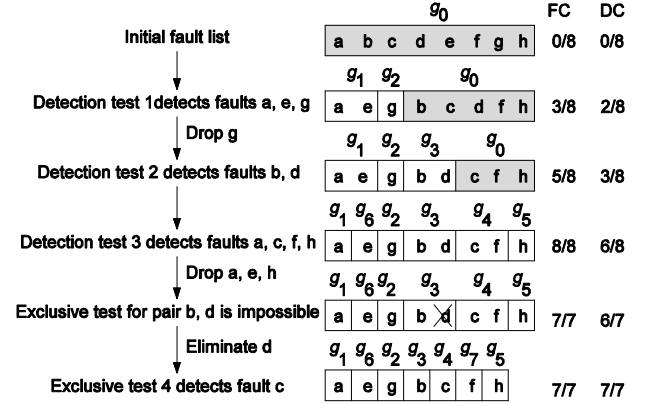 g0 FC DC
Initial fault list a b c d e f g h 0/8 0/8
g1 g2 g0
Detection test 1detects faults a, e, g a e g b c d f h 3/8 2/8
Drop g g1 g2 g3 g0
Detection test 2 detects faults b, d a e g b d c f h 5/8 3/8
g1 g6 g2 g3 g4 g5
Detection test 3 detects faults a, c, f, h a e g b d c f h 8/8 6/8
Drop a, e, h g1 g6 g2 g3 g4 g5
Exclusive test for pair b, d is impossible a e g b d c f h 7/7 6/7
Eliminate d g1 g6 g2 g3 g4 g7 g5
Exclusive test 4 detects fault c a e g b c f h 7/7 7/7